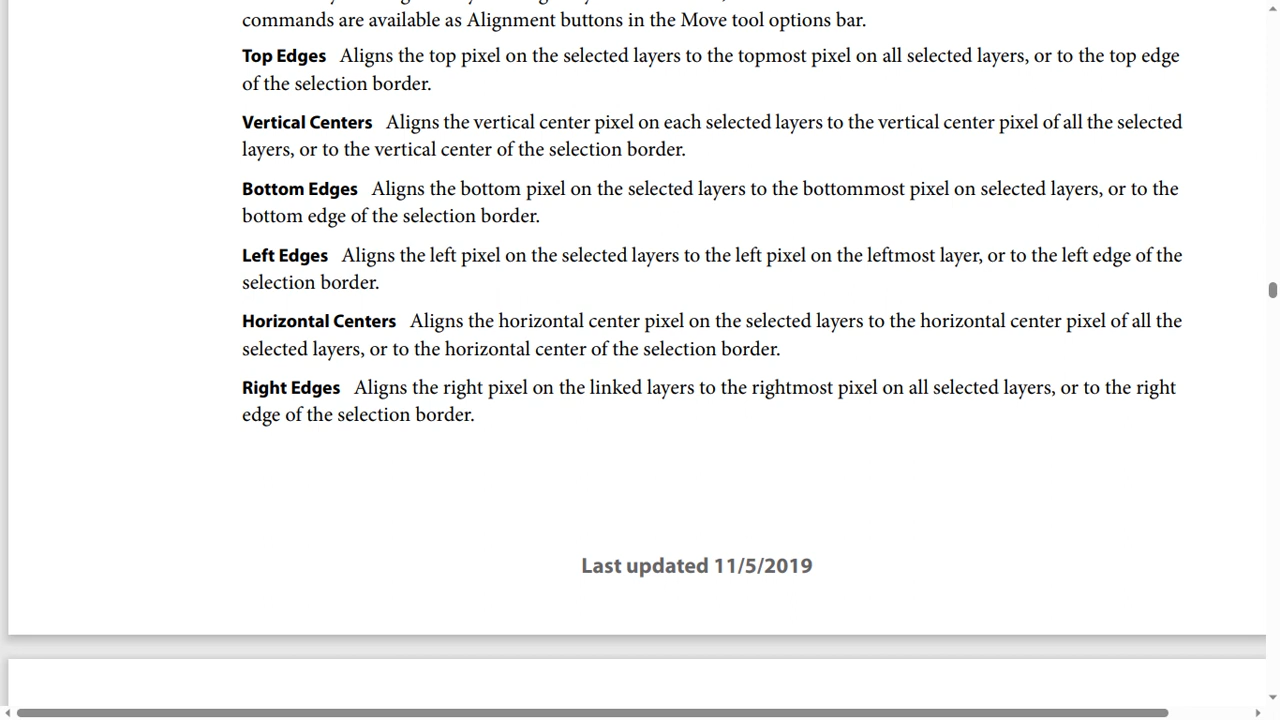 commands are available as Alignment buttons in the Move tool options bar.
Top Edges Aligns the top pixel on the selected layers to the topmost pixel on all selected layers, or to the top edge
of the selection border.
Vertical Centers Aligns the vertical center pixel on each selected layers to the vertical center pixel of all the selected
layers, or to the vertical center of the selection border.
Bottom Edges Aligns the bottom pixel on the selected layers to the bottommost pixel on selected layers, or to the
bottom edge of the selection border.
Left Edges Aligns the left pixel on the selected layers to the left pixel on the leftmost layer, or to the left edge of the
selection border.
Horizontal Centers Aligns the horizontal center pixel on the selected layers to the horizontal center pixel of all the
selected layers, or to the horizontal center of the selection border.
Right Edges Aligns the right pixel on the linked layers to the rightmost pixel on all selected layers, or to the right
edge of the selection border.
Last updated 11/5/2019